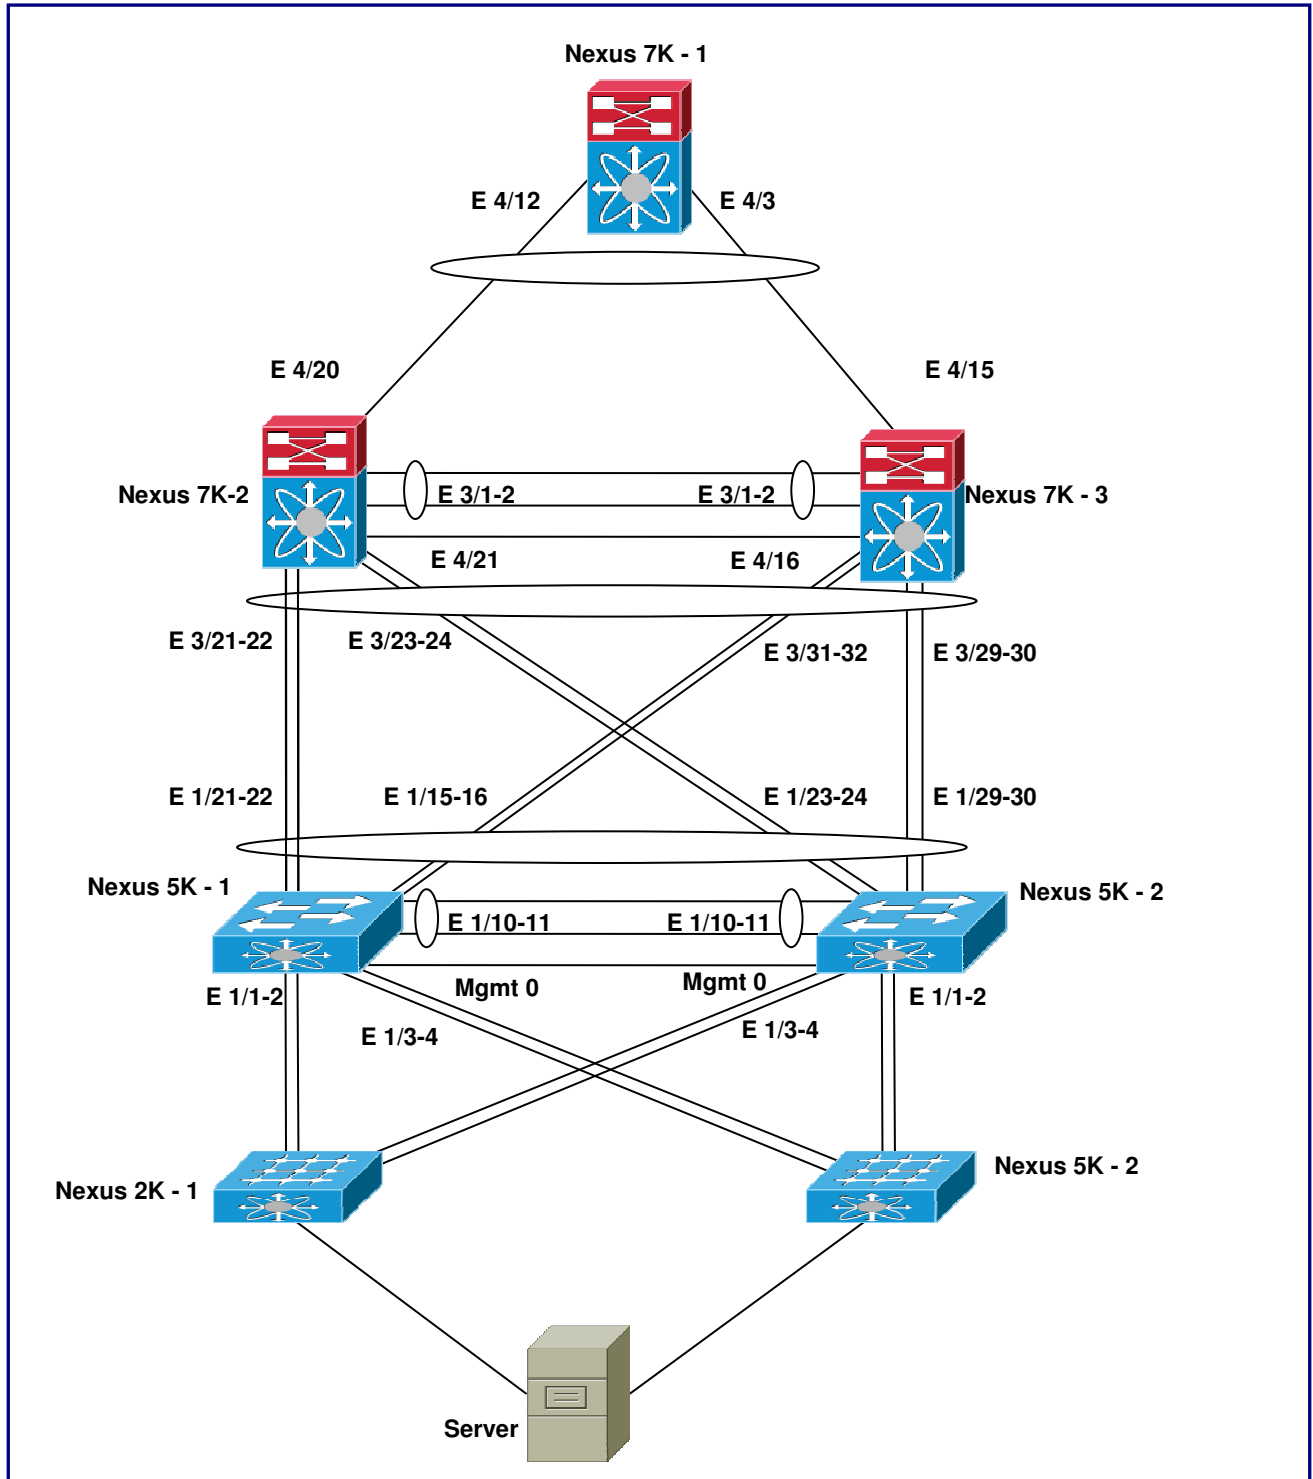 Nexus 7K - 1
E 4/12
E 4/3
E 4/20
E 4/15
Nexus 7K-2
E 3/1-2
E 3/1-2
Nexus 7K - 3
E 4/21
E 4/16
E 3/21-22
E 3/23-24
E 3/31-32
E 3/29-30
E 1/21-22
E 1/15-16
E 1/23-24
E 1/29-30
Nexus 5K - 1
Nexus 5K - 2
E 1/10-11
E 1/10-11
Mgmt 0
Mgmt 0
E 1/1-2
E 1/1-2
E 1/3-4
E 1/3-4
Nexus 2K - 1
Nexus 5K - 2
Server